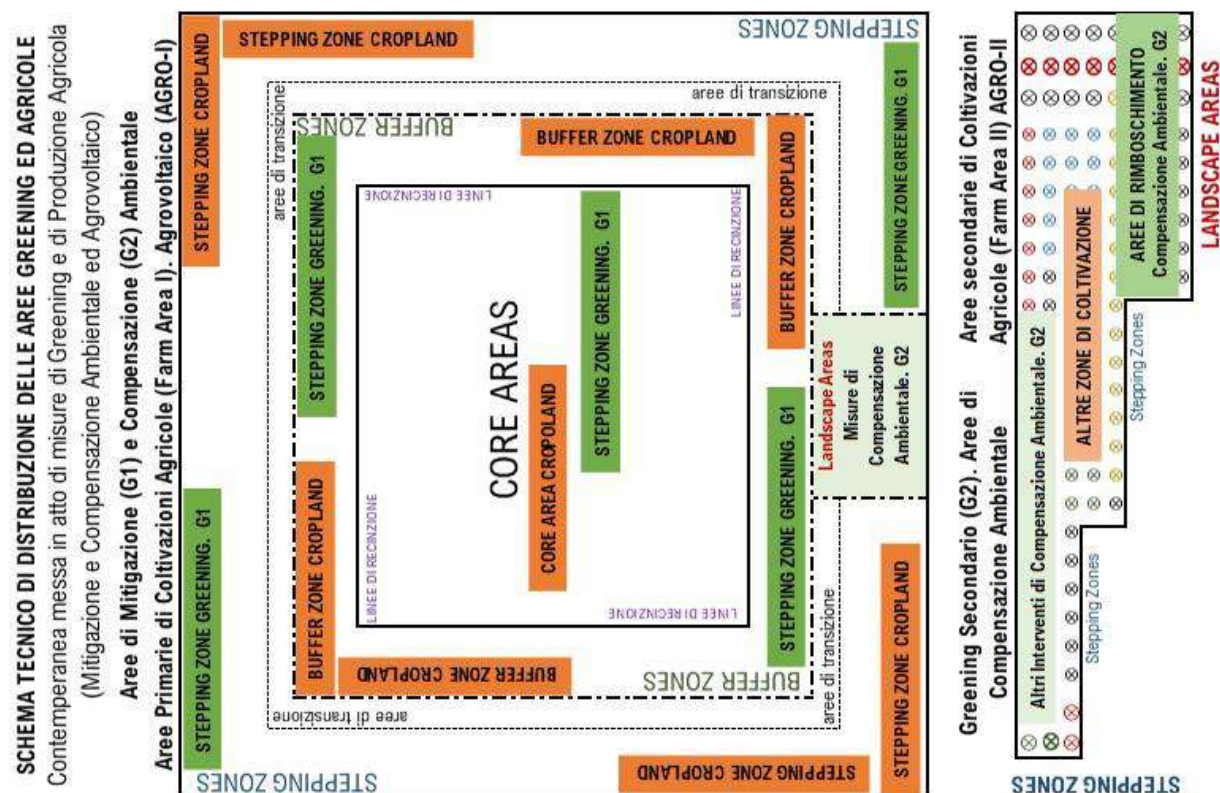 SCHEMA TECNICO DI DISTRIBUZIONE DELLE AREE GREENING ED AGRICOLE
Contemperanea messa in atto di misure di Greening e di Produzione Agricola
(Mitigazione e Compensazione Ambientale ed Agrovoltaico)
Aree di Mitigazione (G1) e Compensazione (G2) Ambientale
Aree Primarie di Coltivazioni Agricole (Farm Area I). Agrovoltaico (AGRO-I)
STEPPING ZONE GREENING. G1
STEPPING ZONE CROPLAND
STEPPING ZONE CROPLAND
STEPPING ZONES
aree di transizione
aree di transizione
BUFFER ZONE CROPLAND
STEPPING ZONE GREENING. G1
BUFFER ZONES
BUFFER ZONE CROPLAND
LINEE DI RECINZIONE
LINEE DI RECINZIONE
CORE AREAS
CORE AREA CROPOLAND
STEPPING ZONE GREENING. G1
BUFFER ZONE CROPLAND
LINEE DI RECINZIONE
LINEE DI RECINZIONE
BUFFER ZONES
STEPPING ZONE GREENING. G1
BUFFER ZONE CROPLAND
aree di transizione
aree di transizione
Landscape Areas
Misure di
Compensazione
Ambientale. G2
STEPPING ZONES
STEPPING ZONE CROPLAND
STEPPING ZONE CROPLAND
STEPPING ZONE GREENING. G1
STEPPING ZONES
Greening Secondario (G2). Aree di
Compensazione Ambientale
Aree secondarie di Coltivazioni
Agricole (Farm Area II) AGRO-II
Altri Interventi di Compensazione Ambientale. G2
ALTRE ZONE DI COLTIVAZIONE
AREE DI RIMBOSCHIMENTO
Compensazione Ambientale. G2
Stepping Zones
Stepping Zones
STEPPING ZONES
LANDSCAPE AREAS